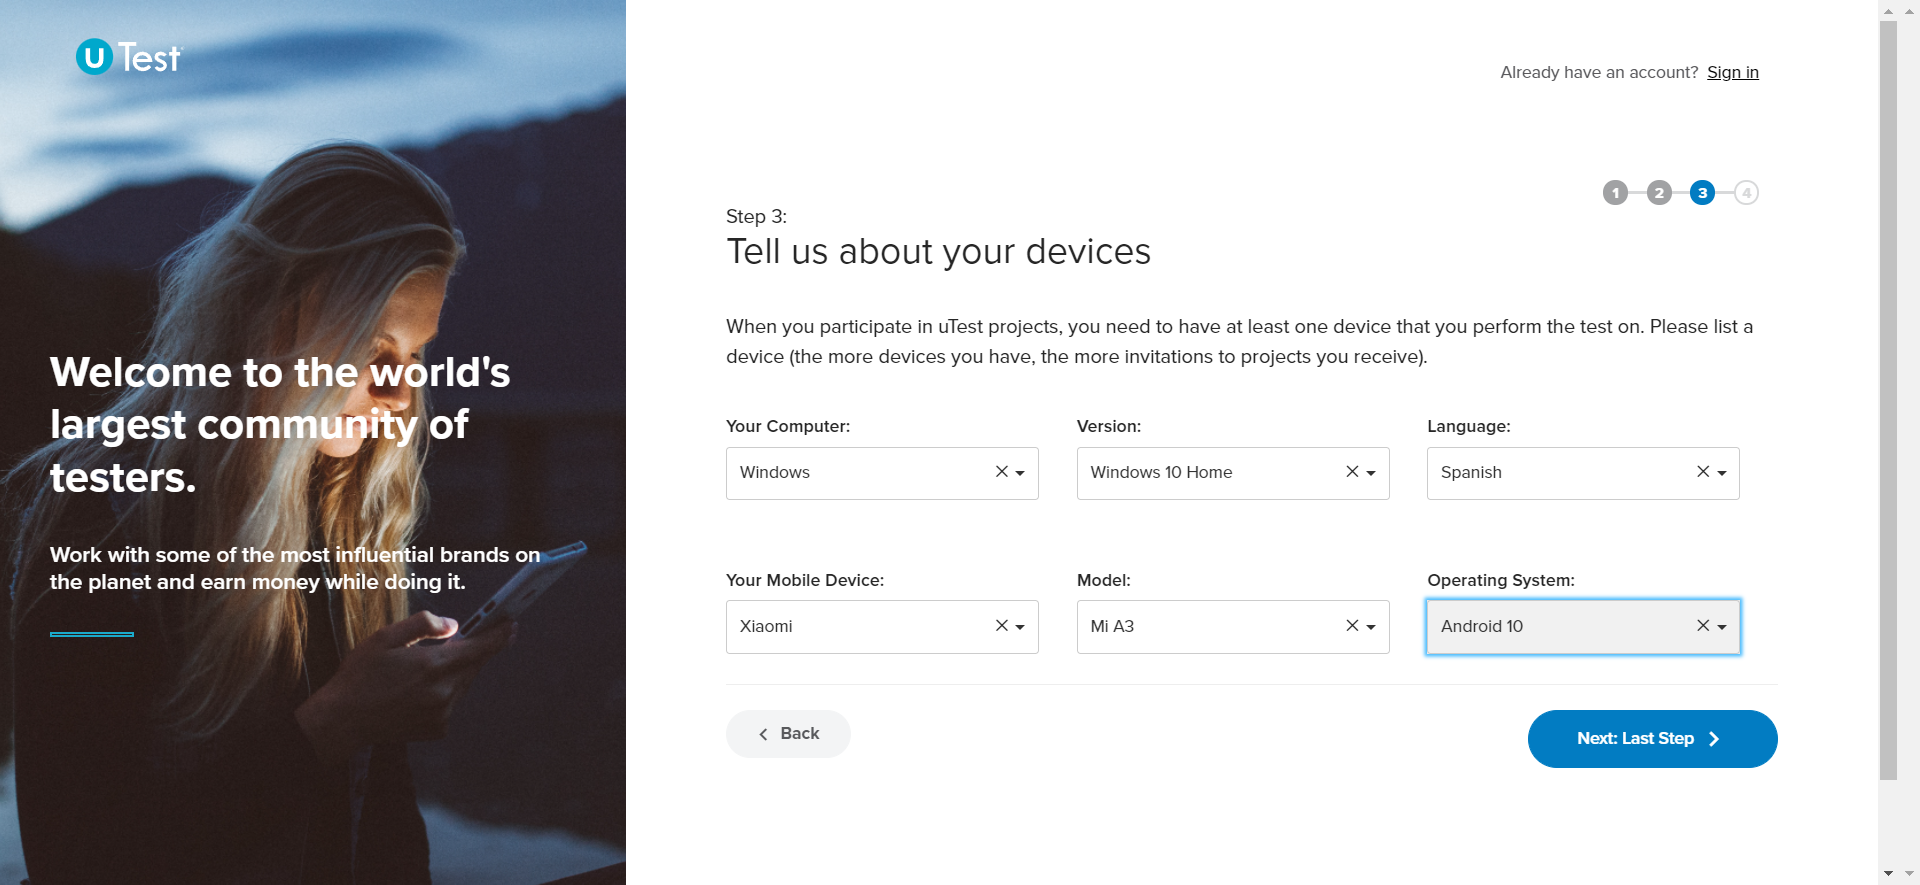 uTest
Welcome to the world's
largest community of
testers.
Work with some of the most influential brands on
the planet and earn money while doing it.
Already have an account? Sign in
1 2 3 4
Step 3:
Tell us about your devices
When you participate in uTest projects, you need to have at least one device that you perform the test on. Please list a
device (the more devices you have, the more invitations to projects you receive).
Your Computer: Version: Language:
Windows Windows 10 Home Spanish
Your Mobile Device: Model: Operating System:
Xiaomi Mi A3 Android 10
Back Next: Last Step